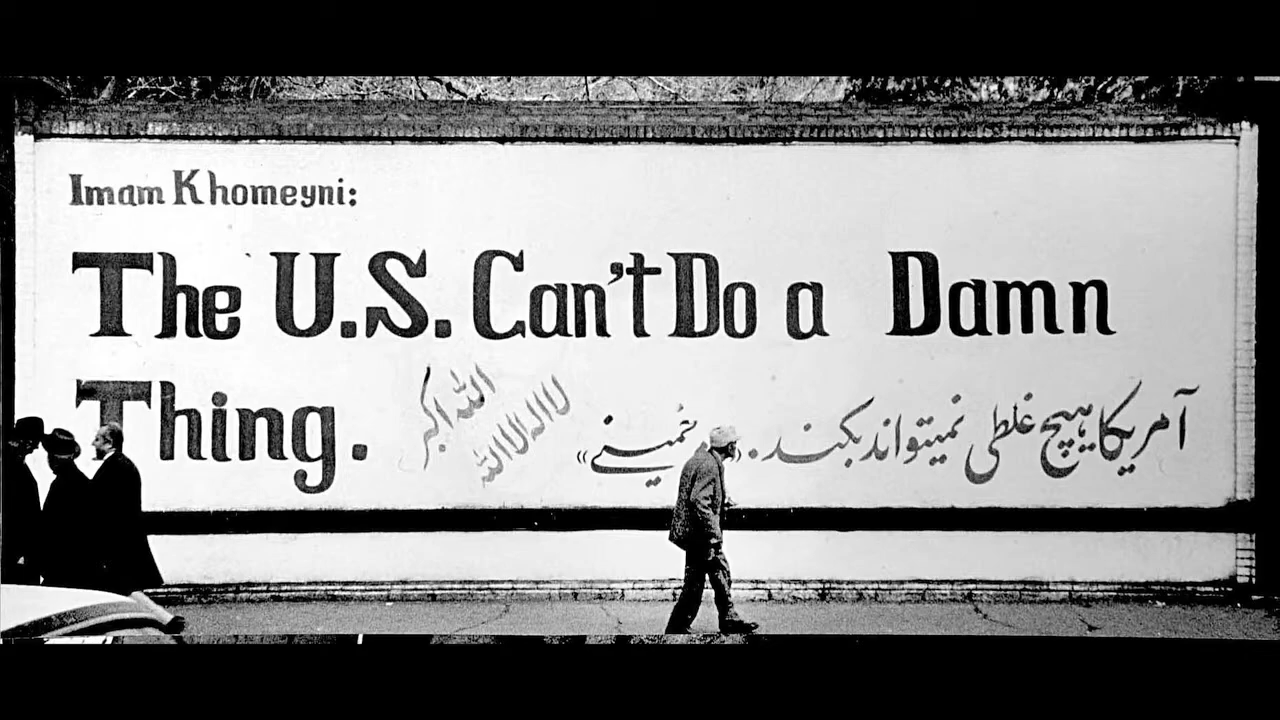 Imam Khomeyni:
The U.S. Can't Do a Damn
Thing.
الله اکبر
لا اله الا الله
آمریکا هیچ غلطی نمیتواند بکند. «خمینی»